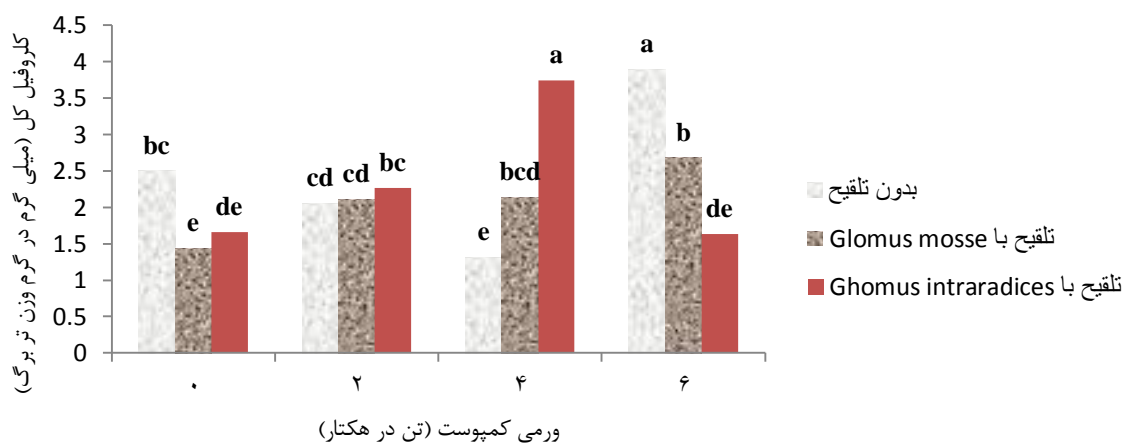 کلروفیل کل (میلی گرم در گرم وزن تر برگ)
4.5
4
3.5
3
2.5
2
1.5
1
0.5
0
bc
e
de
cd
cd
bc
e
bcd
a
a
b
de
۰
۲
۴
۶
ورمی کمپوست (تن در هکتار)
بدون تلقیح
تلقیح با Glomus mosse
تلقیح با Ghomus intraradices